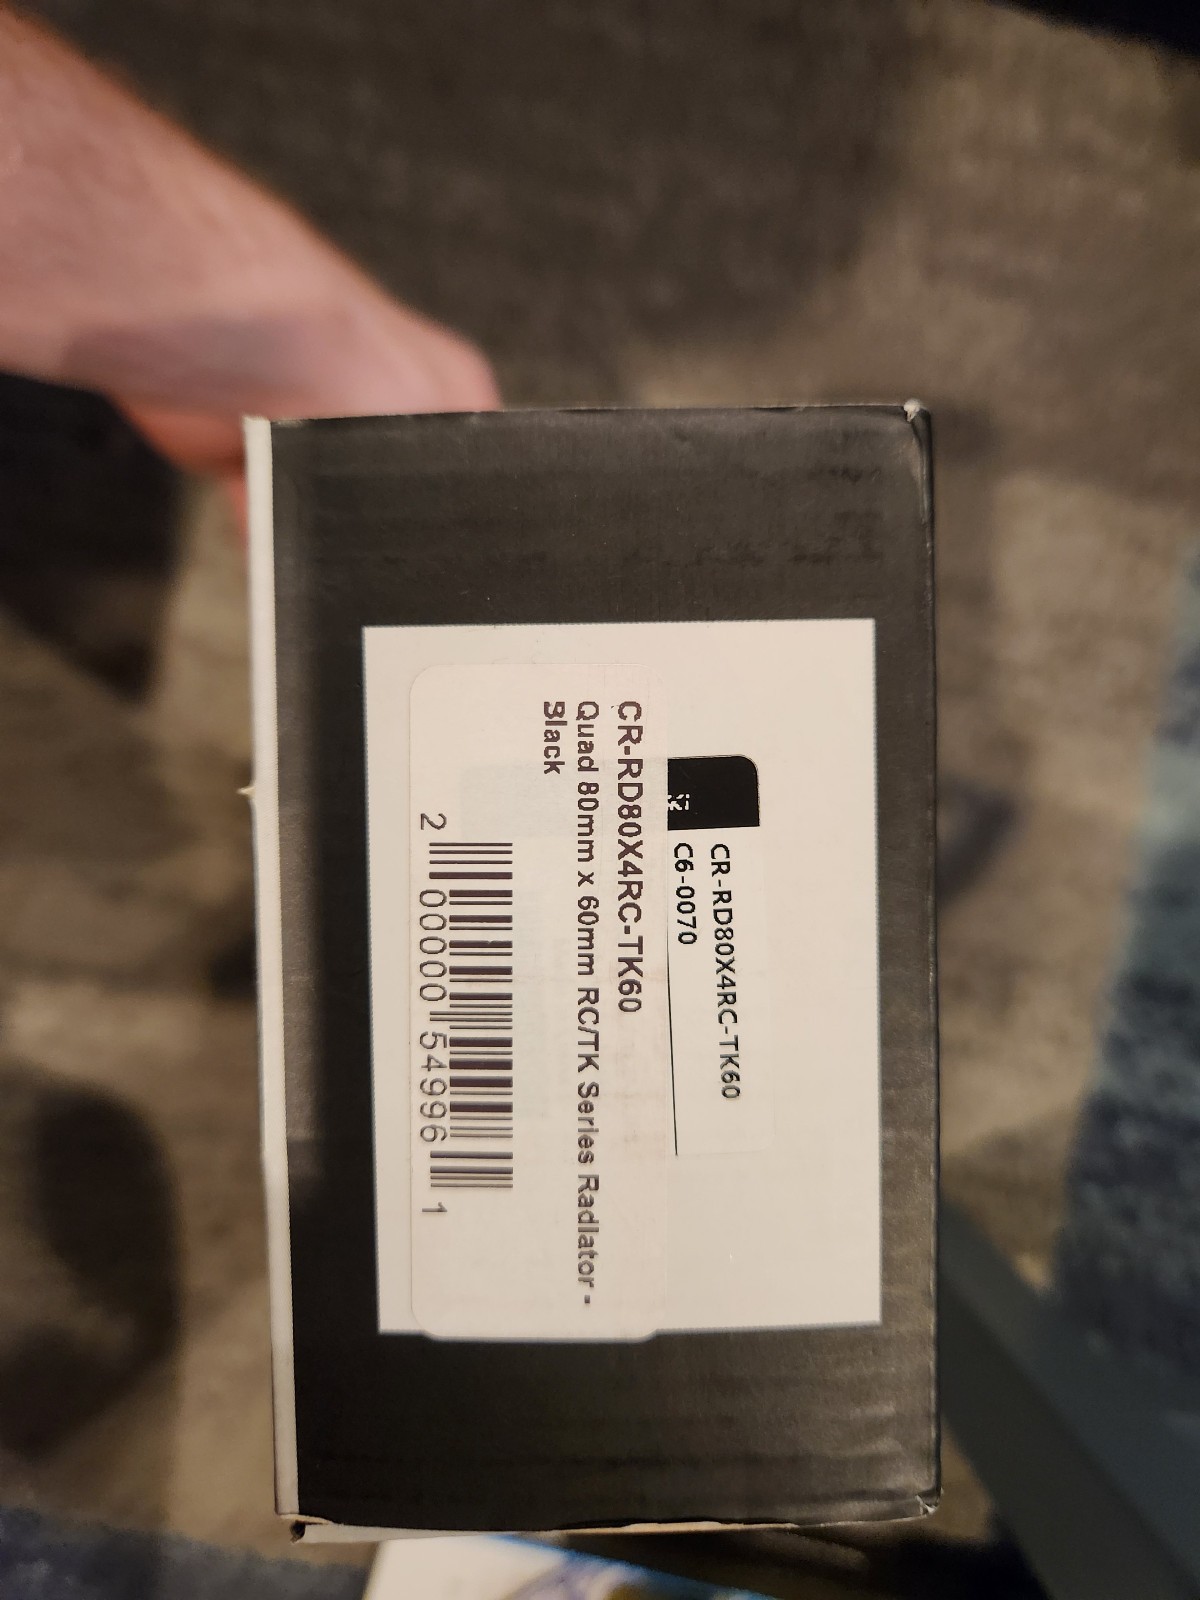 CR-RD80X4RC-TK60
C6-0070
CR-RD80X4RC-TK60
Quad 80mm x 60mm RC/TK Series Radiator -
Black
2 00000 54996 1